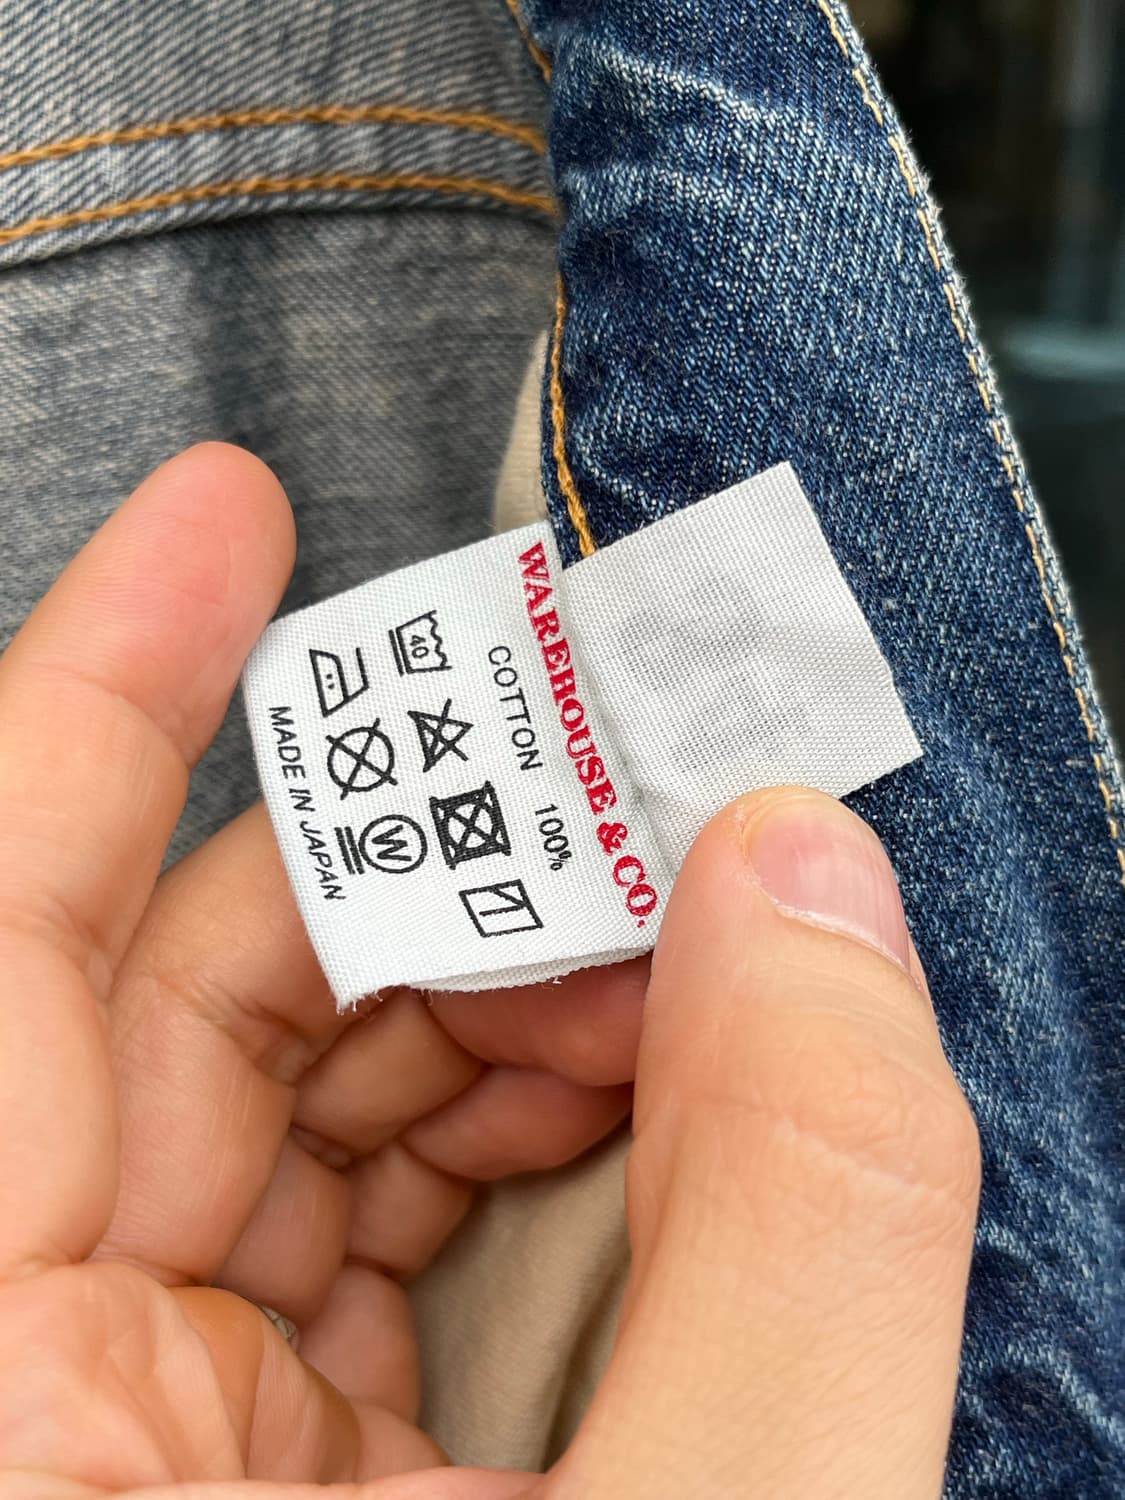 WAREHOUSE & CO.
COTTON 100%
40
W
MADE IN JAPAN